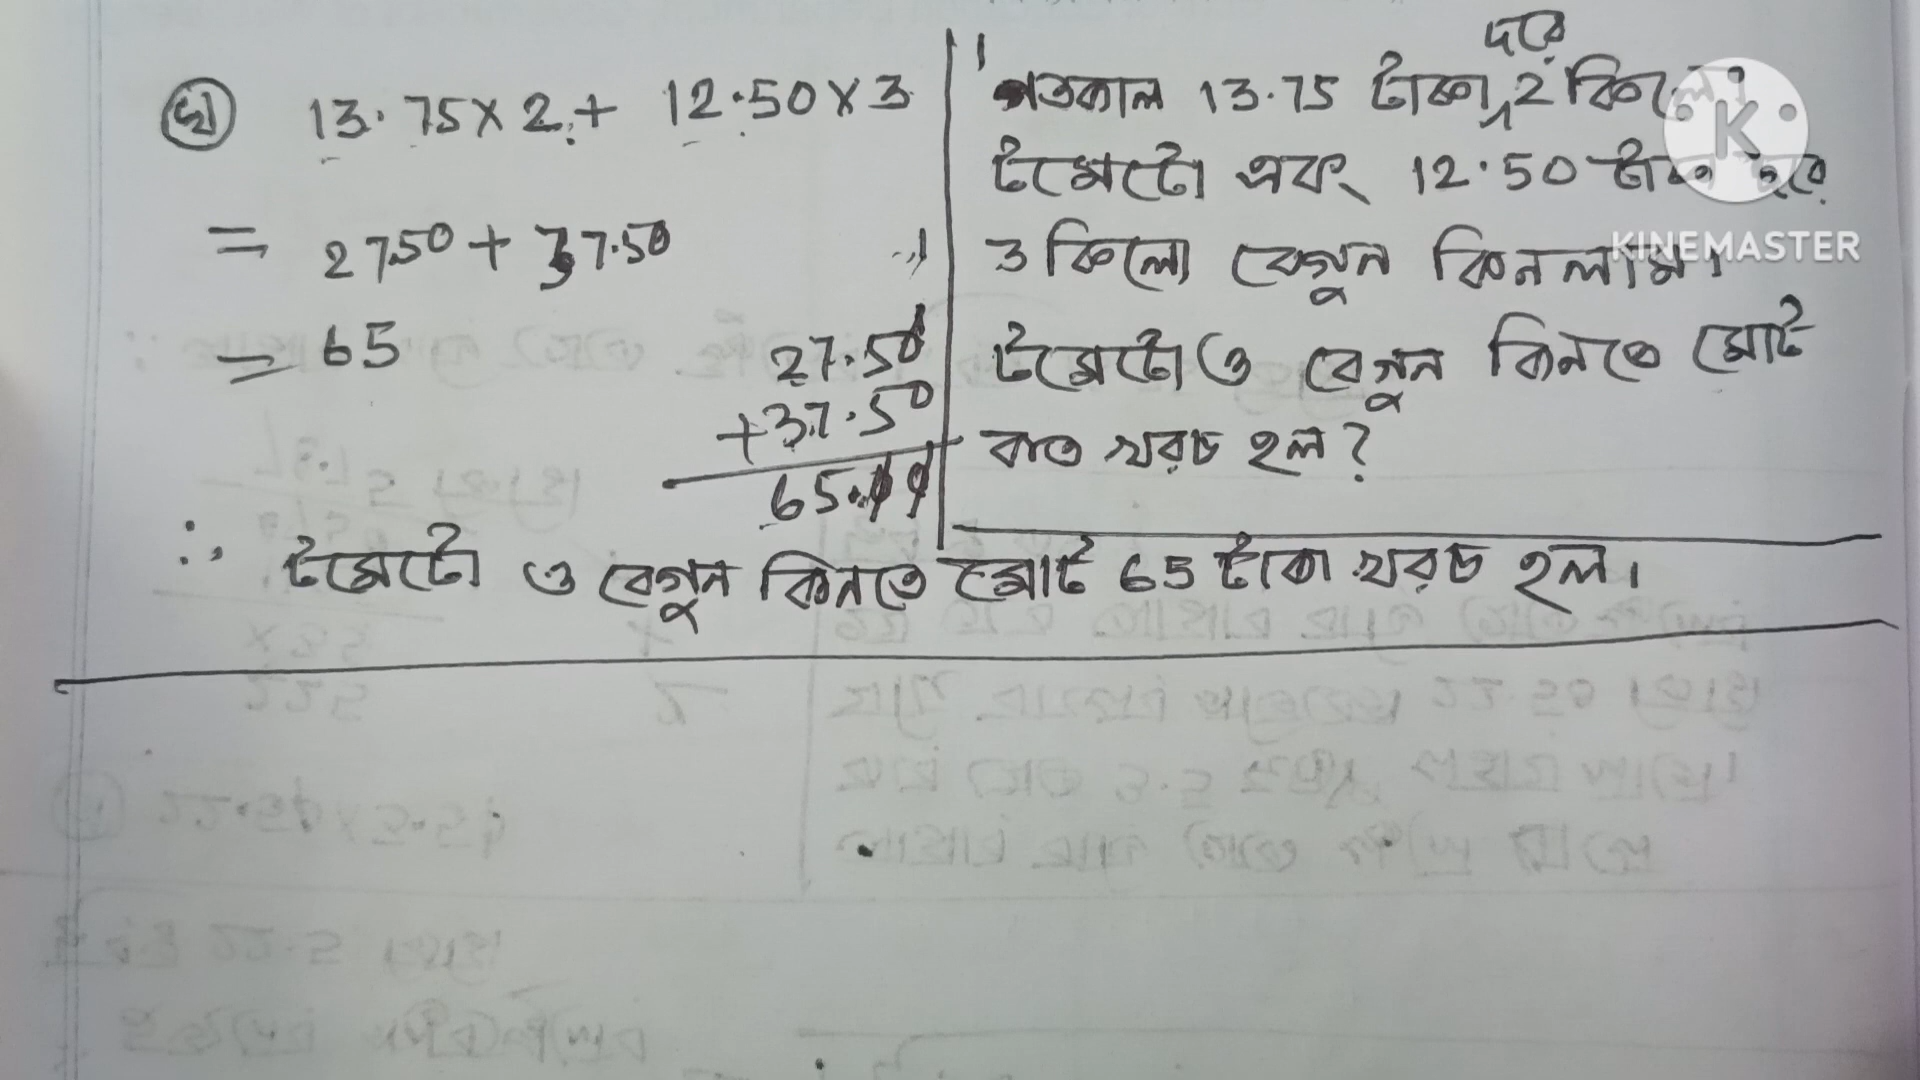 ঘ 13.75 × 2 + 12.50 × 3
= 27.50 + 37.50
= 65
27.50
+37.50
65.00
দরে
গতকাল 13.75 টাকা 2 কিলো
টমেটো এবং 12.50 টাকা দরে
3 কিলো বেগুন কিনলাম।
টমেটো ও বেগুন কিনতে মোট
কত খরচ হল?
∴ টমেটো ও বেগুন কিনতে মোট 65 টাকা খরচ হল।
K
KINEMASTER